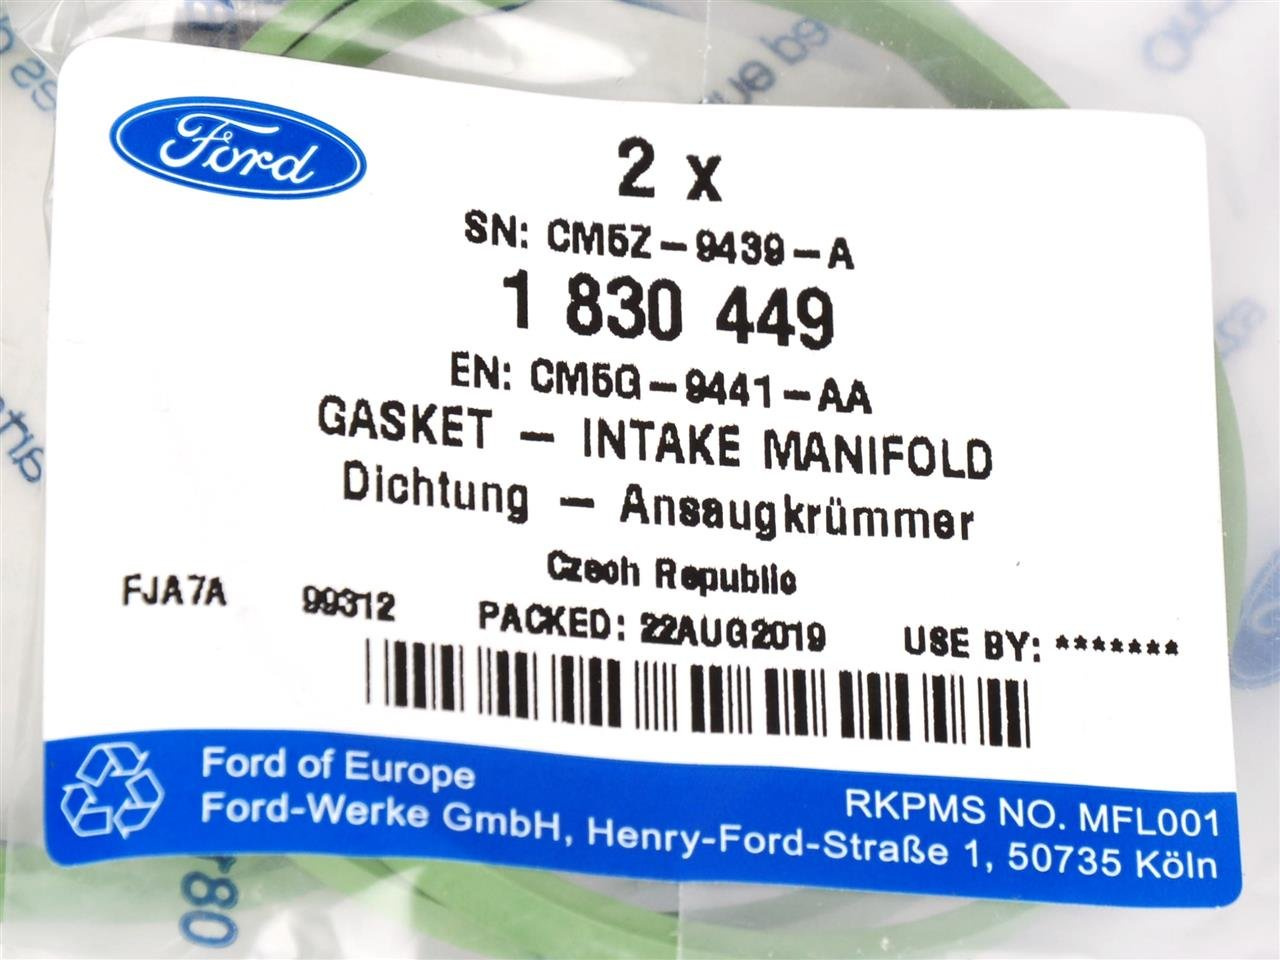 Ford
2 x
SN: CM5Z-9439-A
1 830 449
EN: CM5G-9441-AA
GASKET - INTAKE MANIFOLD
Dichtung - Ansaugkrümmer
Czech Republic
FJA7A 99312 PACKED: 22AUG2019 USE BY: *******
Ford of Europe
Ford-Werke GmbH, Henry-Ford-Straße 1, 50735 Köln
RKPMS NO. MFL001